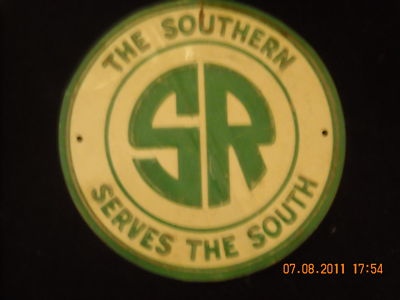 THE SOUTHERN
SR
SERVES THE SOUTH
07.08.2011 17:54